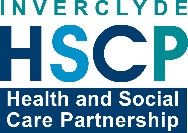 INVERCLYDE
HSCP
Health and Social
Care Partnership